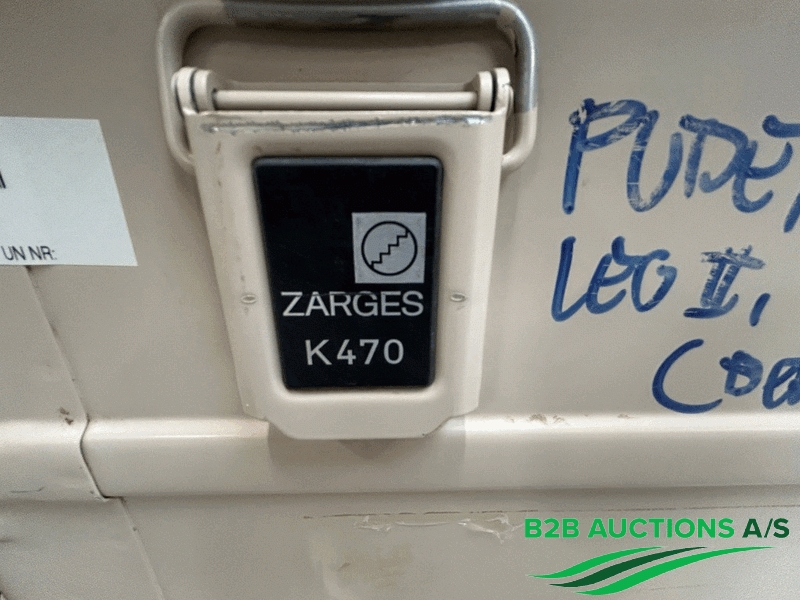 UN NR:
ZARGES
K470
LEO II,
B2B AUCTIONS A/S